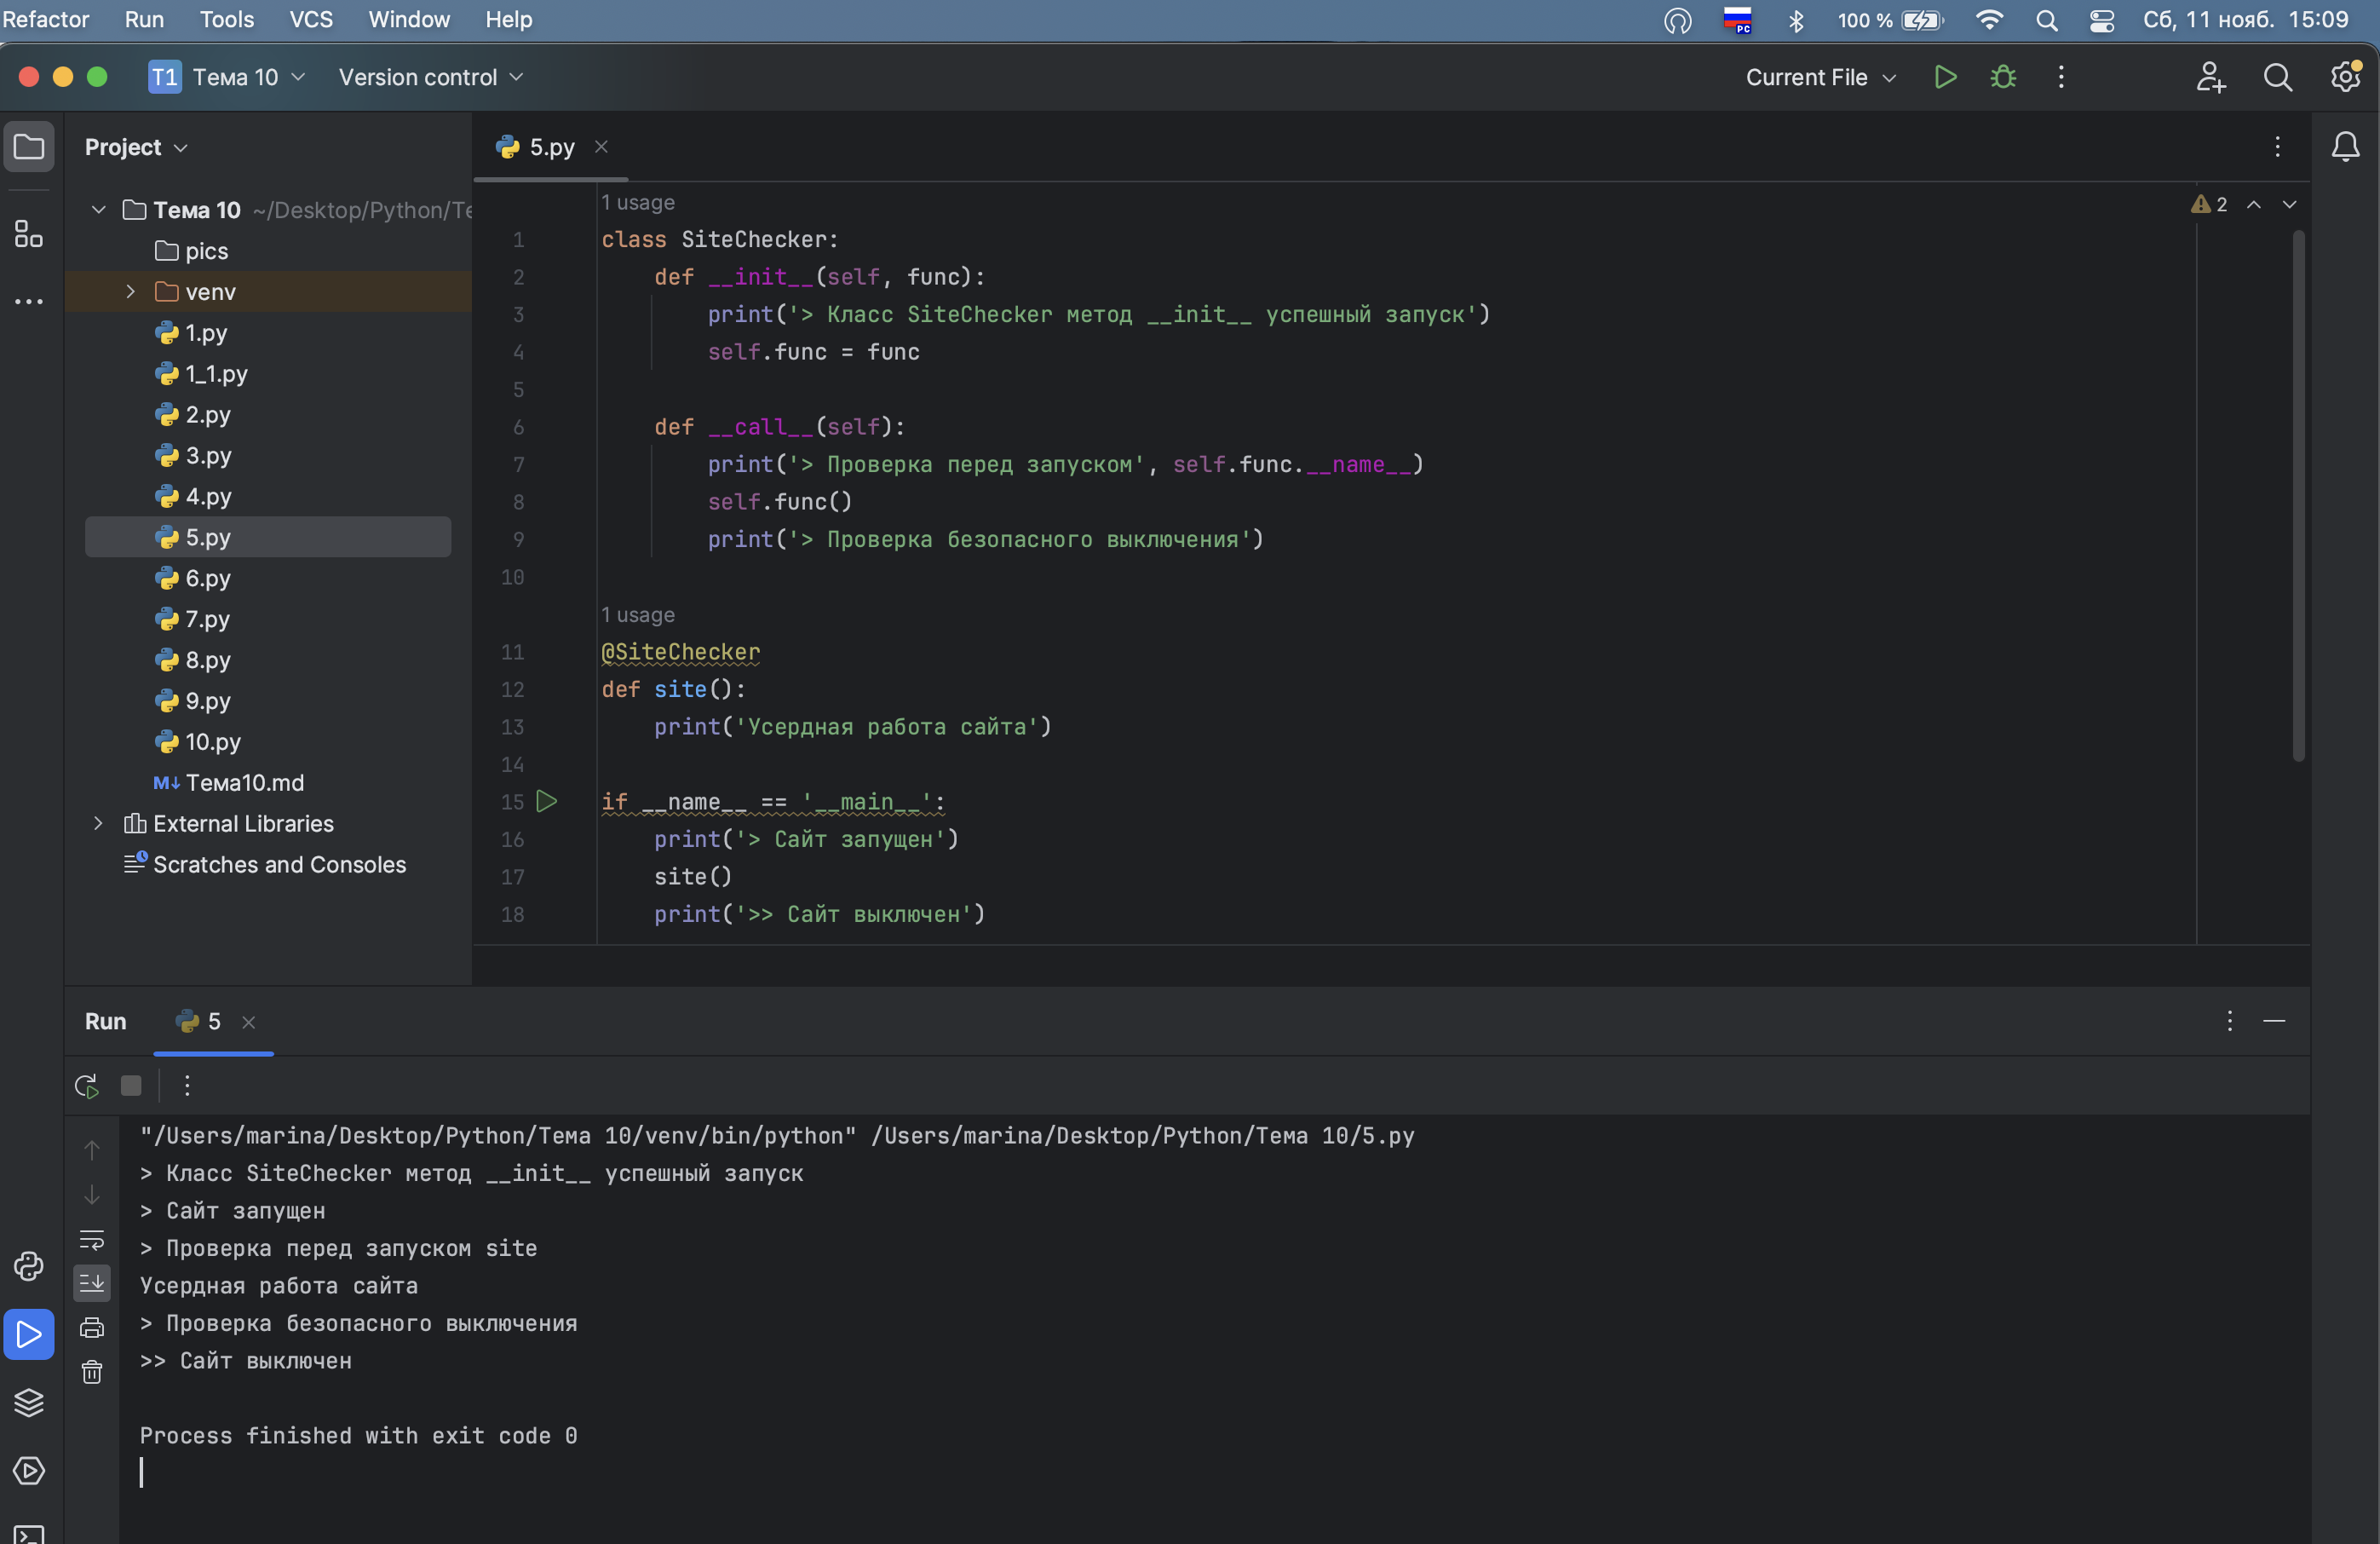 Refactor Run Tools VCS Window Help РС 100 % Сб, 11 нояб. 15:09
T1 Тема 10 Version control Current File
Project
Тема 10 ~/Desktop/Python/Те
pics
venv
1.py
1_1.py
2.py
3.py
4.py
5.py
6.py
7.py
8.py
9.py
10.py
M↓ Тема10.md
External Libraries
Scratches and Consoles
5.py
2
1 usage
1 class SiteChecker:
2     def __init__(self, func):
3         print('> Класс SiteChecker метод __init__ успешный запуск')
4         self.func = func
5
6     def __call__(self):
7         print('> Проверка перед запуском', self.func.__name__)
8         self.func()
9         print('> Проверка безопасного выключения')
10
1 usage
11 @SiteChecker
12 def site():
13     print('Усердная работа сайта')
14
15 if __name__ == '__main__':
16     print('> Сайт запущен')
17     site()
18     print('>> Сайт выключен')
Run 5
"/Users/marina/Desktop/Python/Тема 10/venv/bin/python" /Users/marina/Desktop/Python/Тема 10/5.py
> Класс SiteChecker метод __init__ успешный запуск
> Сайт запущен
> Проверка перед запуском site
Усердная работа сайта
> Проверка безопасного выключения
>> Сайт выключен
Process finished with exit code 0